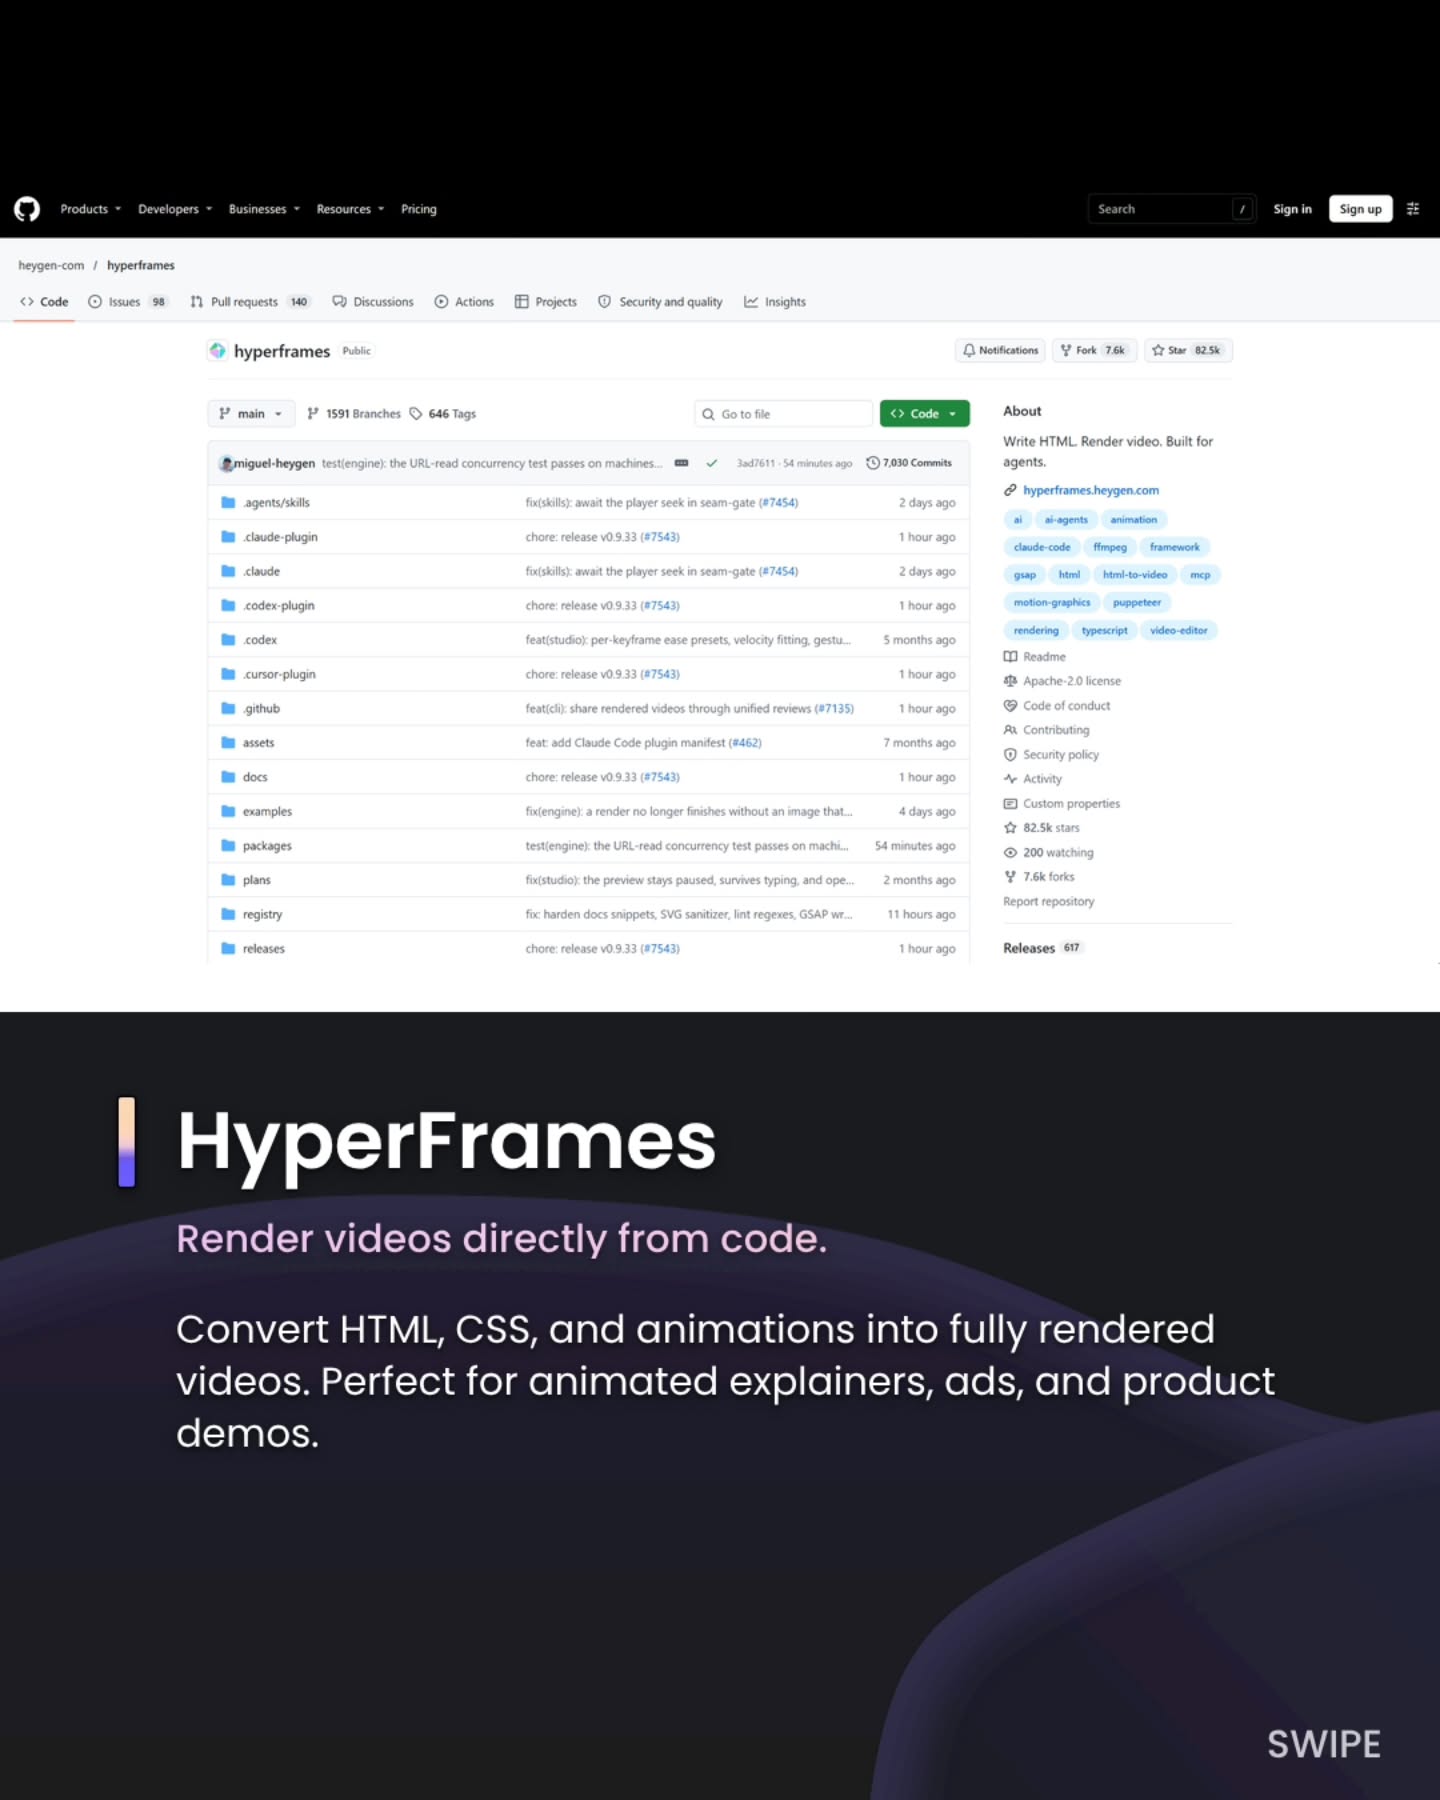 Products Developers Businesses Resources Pricing Search / Sign in Sign up
heygen-com / hyperframes
Code Issues 98 Pull requests 140 Discussions Actions Projects Security and quality Insights
hyperframes Public Notifications Fork 7.6k Star 82.5k
main 1591 Branches 646 Tags Go to file Code
miguel-heygen test(engine): the URL-read concurrency test passes on machines... 3ad7611 · 54 minutes ago 7,030 Commits
.agents/skills fix(skills): await the player seek in seam-gate (#7454) 2 days ago
.claude-plugin chore: release v0.9.33 (#7543) 1 hour ago
.claude fix(skills): await the player seek in seam-gate (#7454) 2 days ago
.codex-plugin chore: release v0.9.33 (#7543) 1 hour ago
.codex feat(studio): per-keyframe ease presets, velocity fitting, gestu... 5 months ago
.cursor-plugin chore: release v0.9.33 (#7543) 1 hour ago
.github feat(cli): share rendered videos through unified reviews (#7135) 1 hour ago
assets feat: add Claude Code plugin manifest (#462) 7 months ago
docs chore: release v0.9.33 (#7543) 1 hour ago
examples fix(engine): a render no longer finishes without an image that... 4 days ago
packages test(engine): the URL-read concurrency test passes on machi... 54 minutes ago
plans fix(studio): the preview stays paused, survives typing, and ope... 2 months ago
registry fix: harden docs snippets, SVG sanitizer, lint regexes, GSAP wr... 11 hours ago
releases chore: release v0.9.33 (#7543) 1 hour ago
About
Write HTML. Render video. Built for
agents.
hyperframes.heygen.com
ai ai-agents animation
claude-code ffmpeg framework
gsap html html-to-video mcp
motion-graphics puppeteer
rendering typescript video-editor
Readme
Apache-2.0 license
Code of conduct
Contributing
Security policy
Activity
Custom properties
82.5k stars
200 watching
7.6k forks
Report repository
Releases 617
HyperFrames
Render videos directly from code.
Convert HTML, CSS, and animations into fully rendered
videos. Perfect for animated explainers, ads, and product
demos.
SWIPE